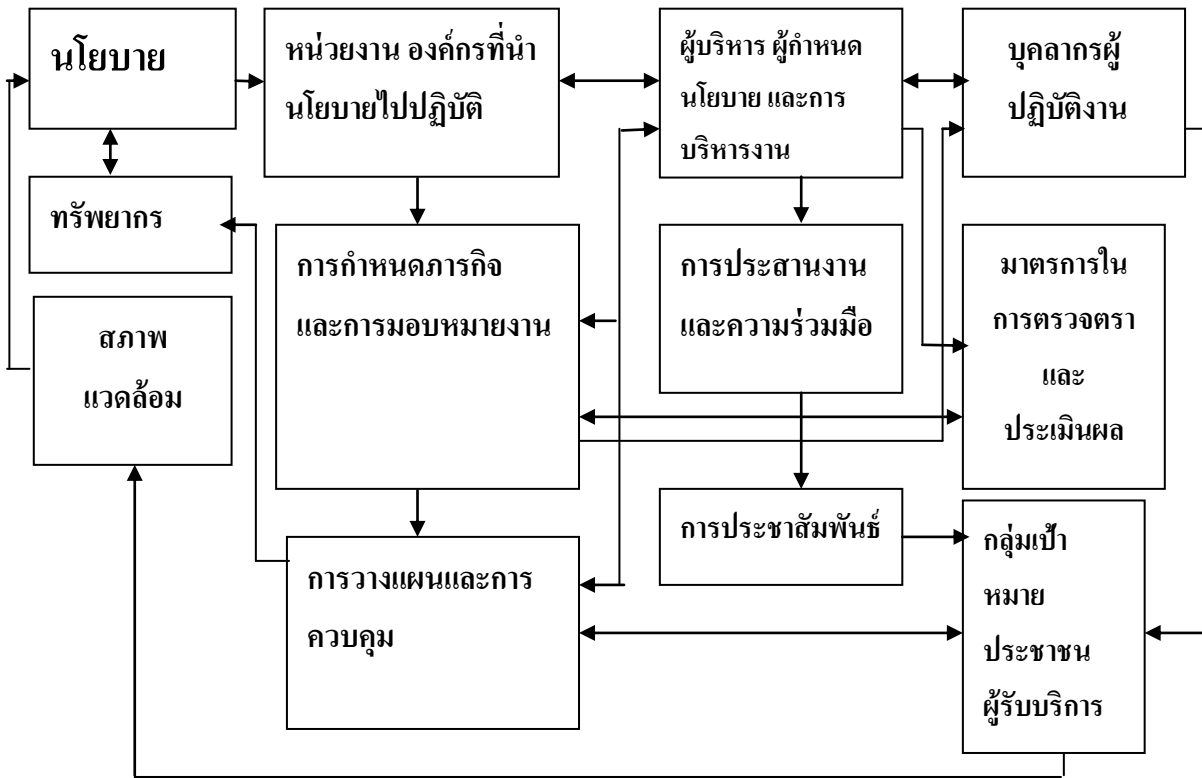 นโยบาย
หน่วยงาน องค์กรที่นำ
นโยบายไปปฏิบัติ
ผู้บริหาร ผู้กำหนด
นโยบาย และการ
บริหารงาน
บุคลากรผู้
ปฏิบัติงาน
ทรัพยากร
การกำหนดภารกิจ
และการมอบหมายงาน
การประสานงาน
และความร่วมมือ
มาตรการใน
การตรวจตรา
และ
ประเมินผล
สภาพ
แวดล้อม
การวางแผนและการ
ควบคุม
การประชาสัมพันธ์
กลุ่มเป้า
หมาย
ประชาชน
ผู้รับบริการ